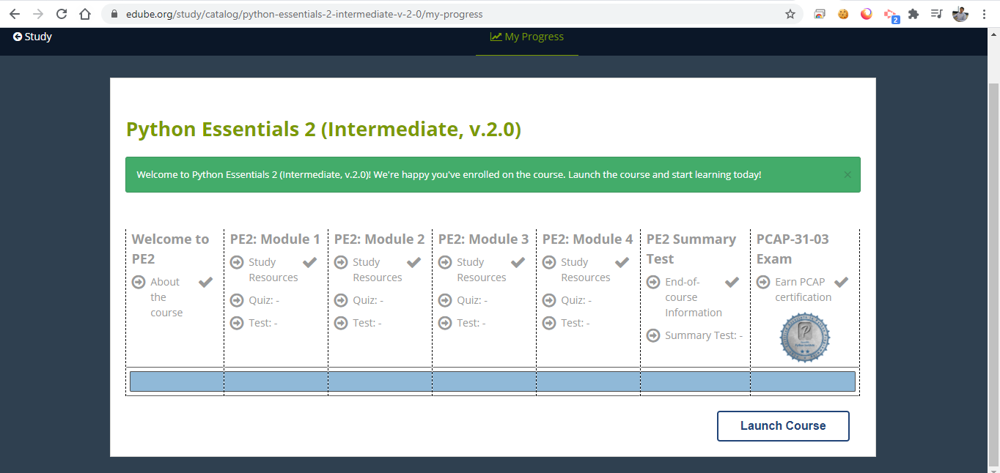 edube.org/study/catalog/python-essentials-2-intermediate-v-2-0/my-progress
2
Study
My Progress
Python Essentials 2 (Intermediate, v.2.0)
Welcome to Python Essentials 2 (Intermediate, v.2.0)! We're happy you've enrolled on the course. Launch the course and start learning today!
×
Welcome to
PE2
About
the
course
PE2: Module 1
Study
Resources
Quiz: -
Test: -
PE2: Module 2
Study
Resources
Quiz: -
Test: -
PE2: Module 3
Study
Resources
Quiz: -
Test: -
PE2: Module 4
Study
Resources
Quiz: -
Test: -
PE2 Summary
Test
End-of-
course
Information
Summary Test: -
PCAP-31-03
Exam
Earn PCAP
certification
Launch Course